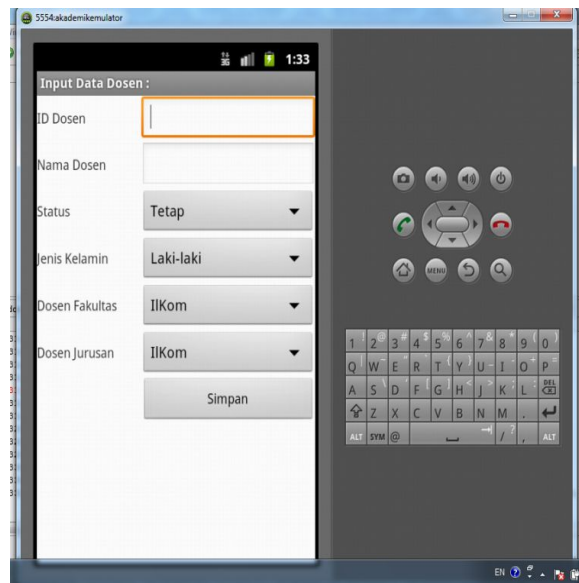 5554:akademikemulator
3G 1:33
Input Data Dosen :
ID Dosen
Nama Dosen
Status Tetap
Jenis Kelamin Laki-laki
Dosen Fakultas IlKom
Dosen Jurusan IlKom
Simpan
MENU
1 ! 2 @ 3 # 4 $ 5 % 6 ^ 7 & 8 * 9 ( 0 )
Q W E R T Y U I O P
A S D F G H J K L DEL
Z X C V B N M .
ALT SYM @ / ? , ALT
EN